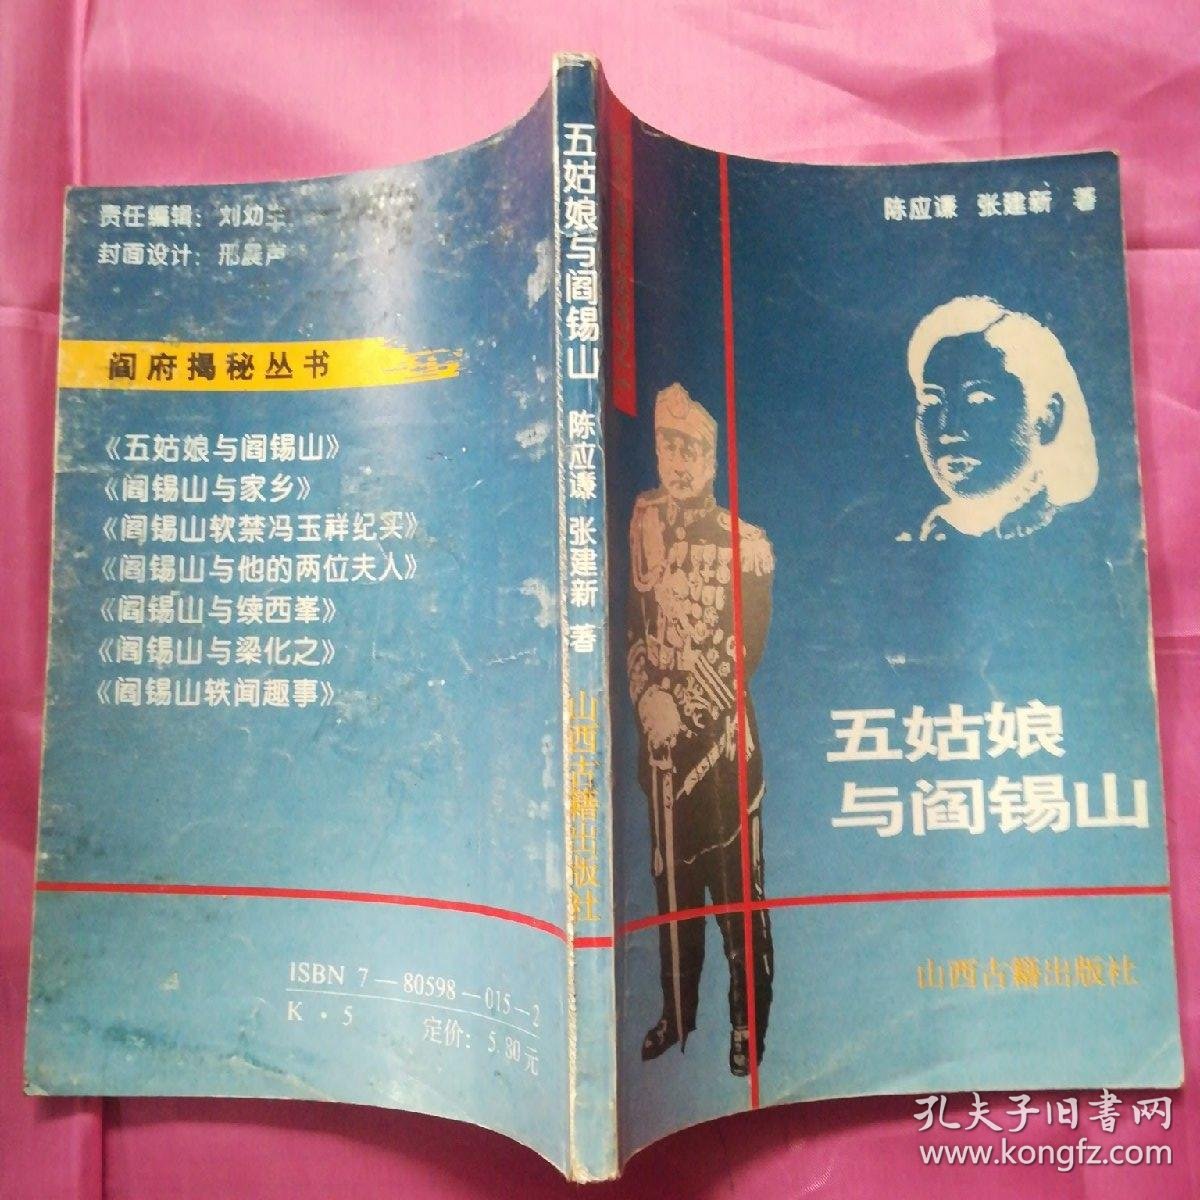 责任编辑：刘幼生
封面设计：邢晨声
阎府揭秘丛书
《五姑娘与阎锡山》
《阎锡山与家乡》
《阎锡山软禁冯玉祥纪实》
《阎锡山与他的两位夫人》
《阎锡山与续西峯》
《阎锡山与梁化之》
《阎锡山轶闻趣事》
ISBN 7—80598—015—2
K·5 定价：5.80元
五姑娘与阎锡山 陈应谦 张建新 著 山西古籍出版社
陈应谦 张建新 著
五姑娘
与阎锡山
山西古籍出版社
孔夫子旧书网
www.kongfz.com